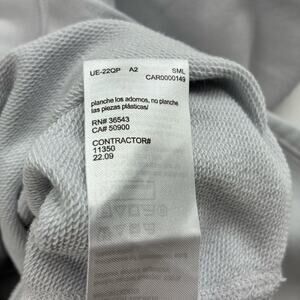 UE-22QP A2 SML
CAR0000149
planche los adornos, no planche
las piezas plásticas/
RN# 36543
CA# 50900
CONTRACTOR#
11350
22.09